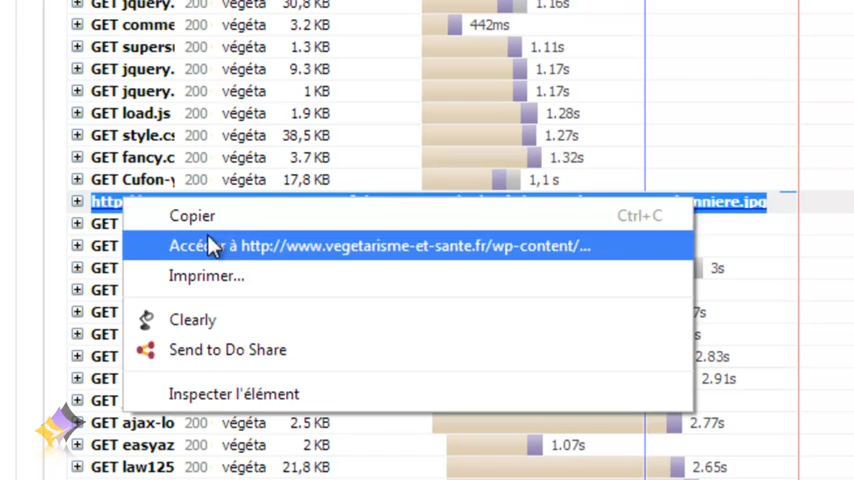 GET jquery. 200 végéta 30,8 KB 1.16s
GET comme 200 végéta 3.2 KB 442ms
GET supersu 200 végéta 1.3 KB 1.11s
GET jquery. 200 végéta 9.3 KB 1.17s
GET jquery. 200 végéta 1 KB 1.17s
GET load.js 200 végéta 1.9 KB 1.28s
GET style.cs 200 végéta 38,5 KB 1.27s
GET fancy.c 200 végéta 3.7 KB 1.32s
GET Cufon-y 200 végéta 17,8 KB 1,1 s
http nniere.jpg
Copier Ctrl+C
GET
GET Accéder à http://www.vegetarisme-et-sante.fr/wp-content/...
GET 3s
Imprimer...
GET
GET 7s
Clearly
GET s
GET 2.83s
Send to Do Share
GET 2.91s
GET
Inspecter l'élément
GET ajax-lo 200 végéta 2.5 KB 2.77s
GET easyaz 200 végéta 2 KB 1.07s
GET law125 200 végéta 21,8 KB 2.65s